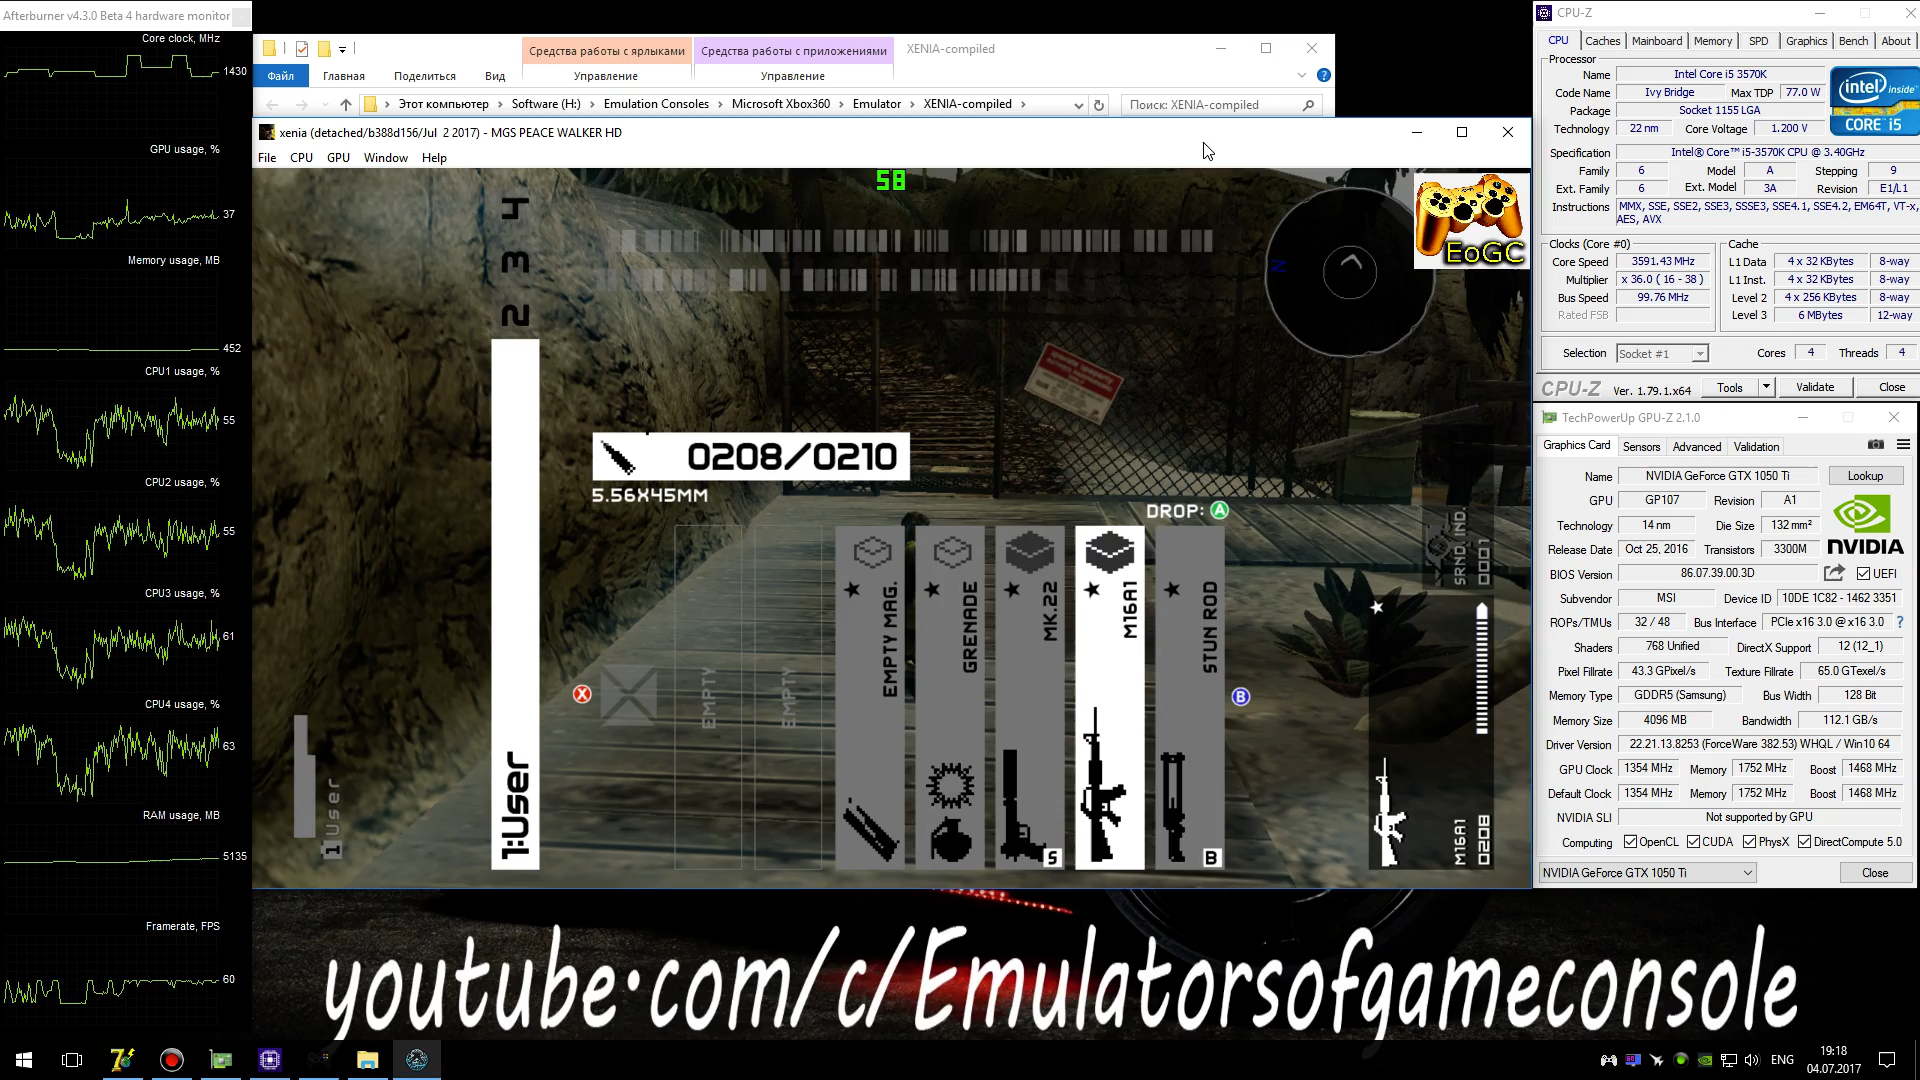 Afterburner v4.3.0 Beta 4 hardware monitor
Core clock, MHz
1430
GPU usage, %
37
Memory usage, MB
452
CPU1 usage, %
55
CPU2 usage, %
55
CPU3 usage, %
61
CPU4 usage, %
63
RAM usage, MB
5135
Framerate, FPS
60
Средства работы с ярлыками
Средства работы с приложениями
XENIA-compiled
Файл
Главная
Поделиться
Вид
Управление
Управление
Этот компьютер > Software (H:) > Emulation Consoles > Microsoft Xbox360 > Emulator > XENIA-compiled >
Поиск: XENIA-compiled
xenia (detached/b388d156/Jul 2 2017) - MGS PEACE WALKER HD
File CPU GPU Window Help
58
EoGC
2 3 4
N
0208/0210
5.56X45MM
DROP: A
1:User
1 User
X
EMPTY
EMPTY
EMPTY MAG.
GRENADE
MK.22
S
M16A1
STUN ROD
B
B
SRND. IND.
0001
M16A1
0208
youtube.com/c/Emulatorsofgameconsole
CPU-Z
CPU Caches Mainboard Memory SPD Graphics Bench About
Processor
Name Intel Core i5 3570K
Code Name Ivy Bridge Max TDP 77.0 W
Package Socket 1155 LGA
Technology 22 nm Core Voltage 1.200 V
intel inside
CORE i5
Specification Intel® Core™ i5-3570K CPU @ 3.40GHz
Family 6 Model A Stepping 9
Ext. Family 6 Ext. Model 3A Revision E1/L1
Instructions MMX, SSE, SSE2, SSE3, SSSE3, SSE4.1, SSE4.2, EM64T, VT-x,
AES, AVX
Clocks (Core #0)
Core Speed 3591.43 MHz
Multiplier x 36.0 ( 16 - 38 )
Bus Speed 99.76 MHz
Rated FSB
Cache
L1 Data 4 x 32 KBytes 8-way
L1 Inst. 4 x 32 KBytes 8-way
Level 2 4 x 256 KBytes 8-way
Level 3 6 MBytes 12-way
Selection Socket #1 Cores 4 Threads 4
CPU-Z Ver. 1.79.1.x64 Tools Validate Close
TechPowerUp GPU-Z 2.1.0
Graphics Card Sensors Advanced Validation
Name NVIDIA GeForce GTX 1050 Ti Lookup
GPU GP107 Revision A1
Technology 14 nm Die Size 132 mm²
Release Date Oct 25, 2016 Transistors 3300M
NVIDIA
BIOS Version 86.07.39.00.3D UEFI
Subvendor MSI Device ID 10DE 1C82 - 1462 3351
ROPs/TMUs 32 / 48 Bus Interface PCIe x16 3.0 @ x16 3.0 ?
Shaders 768 Unified DirectX Support 12 (12_1)
Pixel Fillrate 43.3 GPixel/s Texture Fillrate 65.0 GTexel/s
Memory Type GDDR5 (Samsung) Bus Width 128 Bit
Memory Size 4096 MB Bandwidth 112.1 GB/s
Driver Version 22.21.13.8253 (ForceWare 382.53) WHQL / Win10 64
GPU Clock 1354 MHz Memory 1752 MHz Boost 1468 MHz
Default Clock 1354 MHz Memory 1752 MHz Boost 1468 MHz
NVIDIA SLI Not supported by GPU
Computing OpenCL CUDA PhysX DirectCompute 5.0
NVIDIA GeForce GTX 1050 Ti Close
ENG
19:18
04.07.2017